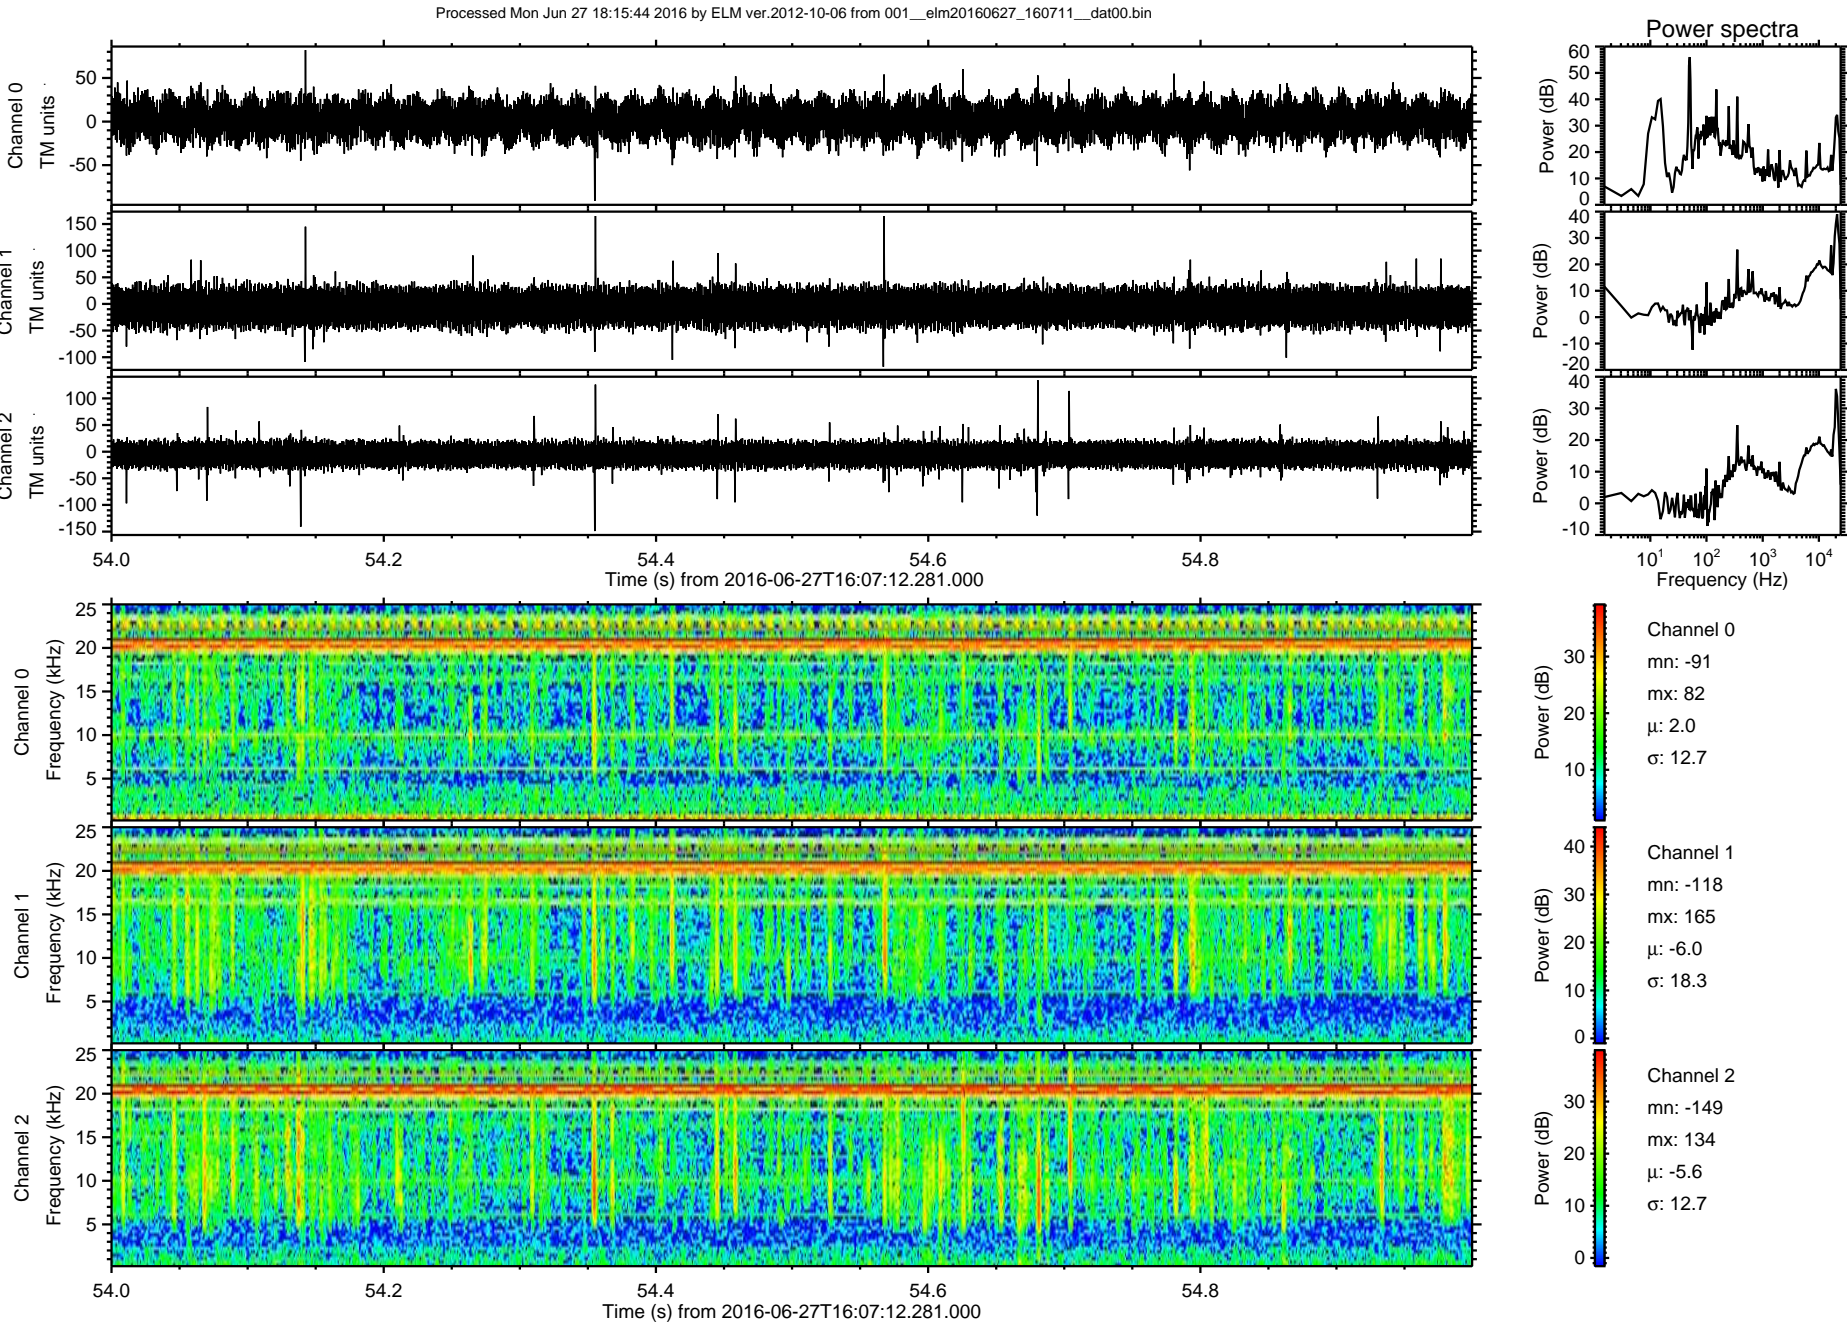 Processed Mon Jun 27 18:15:44 2016 by ELM ver.2012-10-06 from 001__elm20160627_160711__dat00.bin
Power spectra
Channel 0
TM units
50
0
-50
Power (dB)
60
50
40
30
20
10
0
Channel 1
TM units
150
100
50
0
-50
-100
Power (dB)
40
30
20
10
0
-10
-20
Channel 2
TM units
100
50
0
-50
-100
-150
Power (dB)
40
30
20
10
0
-10
54.0 54.2 54.4 54.6 54.8
Time (s) from 2016-06-27T16:07:12.281.000
10¹ 10² 10³ 10⁴
Frequency (Hz)
Channel 0
Frequency (kHz)
25
20
15
10
5
Power (dB)
30
20
10
Channel 0
mn: -91
mx: 82
μ: 2.0
σ: 12.7
Channel 1
Frequency (kHz)
25
20
15
10
5
Power (dB)
40
30
20
10
0
Channel 1
mn: -118
mx: 165
μ: -6.0
σ: 18.3
Channel 2
Frequency (kHz)
25
20
15
10
5
Power (dB)
30
20
10
0
Channel 2
mn: -149
mx: 134
μ: -5.6
σ: 12.7
54.0 54.2 54.4 54.6 54.8
Time (s) from 2016-06-27T16:07:12.281.000